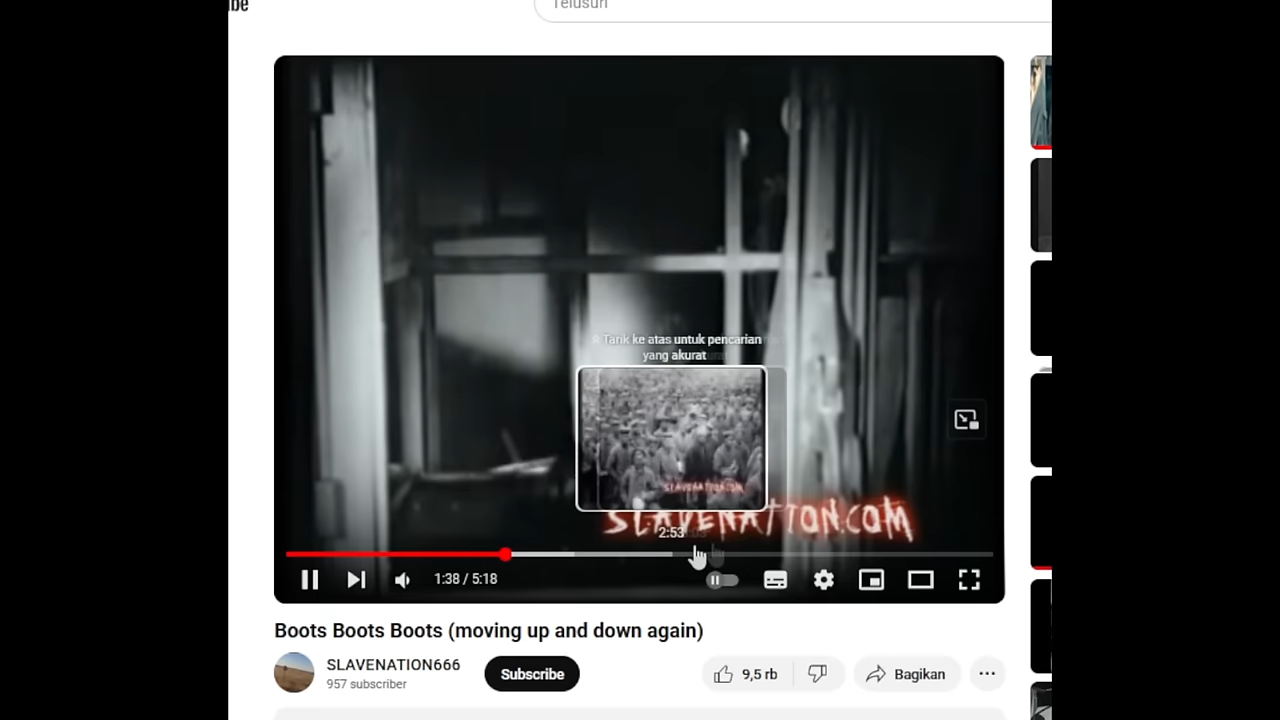 Telusuri
Tarik ke atas untuk pencarian
yang akurat
SLAVENATION.COM
SLAVENATION.COM
2:53
1:38 / 5:18
Boots Boots Boots (moving up and down again)
SLAVENATION666
957 subscriber
Subscribe
9,5 rb
Bagikan